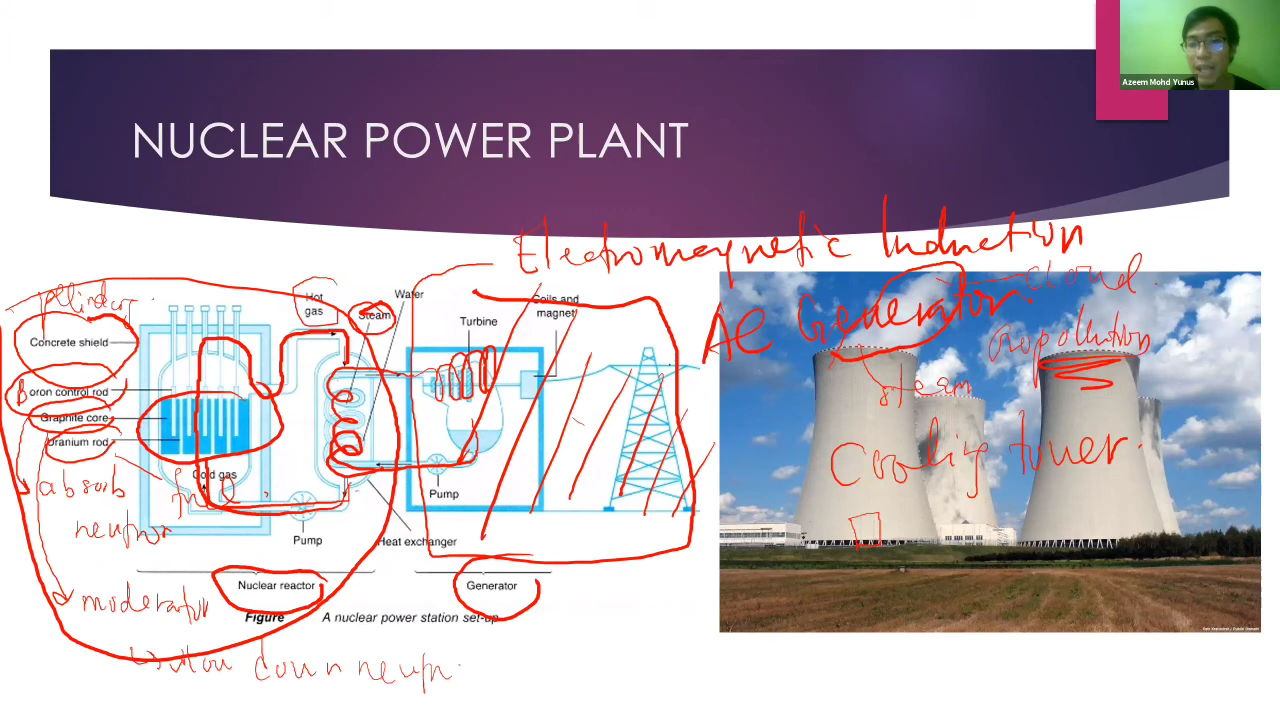 Azeem Mohd Yunus
NUCLEAR POWER PLANT
Electromagnetic Induction
AC Generator
cloud.
pollution
steam
Cooling tower.
Hot
gas
Steam
Water
Coils and
magnet
Turbine
Concrete shield
Boron control rod
Graphite core
Uranium rod
Cold gas
absorb
neutron
Pump
Pump
Heat exchanger
Nuclear reactor
Generator
moderator
Figure A nuclear power station set-up
down